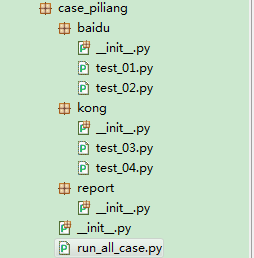 case_piliang
baidu
__init__.py
test_01.py
test_02.py
kong
__init__.py
test_03.py
test_04.py
report
__init__.py
__init__.py
run_all_case.py